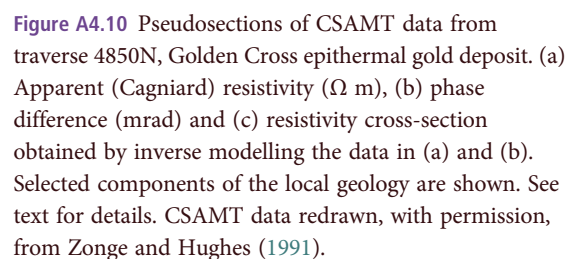 Figure A4.10 Pseudosections of CSAMT data from
traverse 4850N, Golden Cross epithermal gold deposit. (a)
Apparent (Cagniard) resistivity (Ω m), (b) phase
difference (mrad) and (c) resistivity cross-section
obtained by inverse modelling the data in (a) and (b).
Selected components of the local geology are shown. See
text for details. CSAMT data redrawn, with permission,
from Zonge and Hughes (1991).